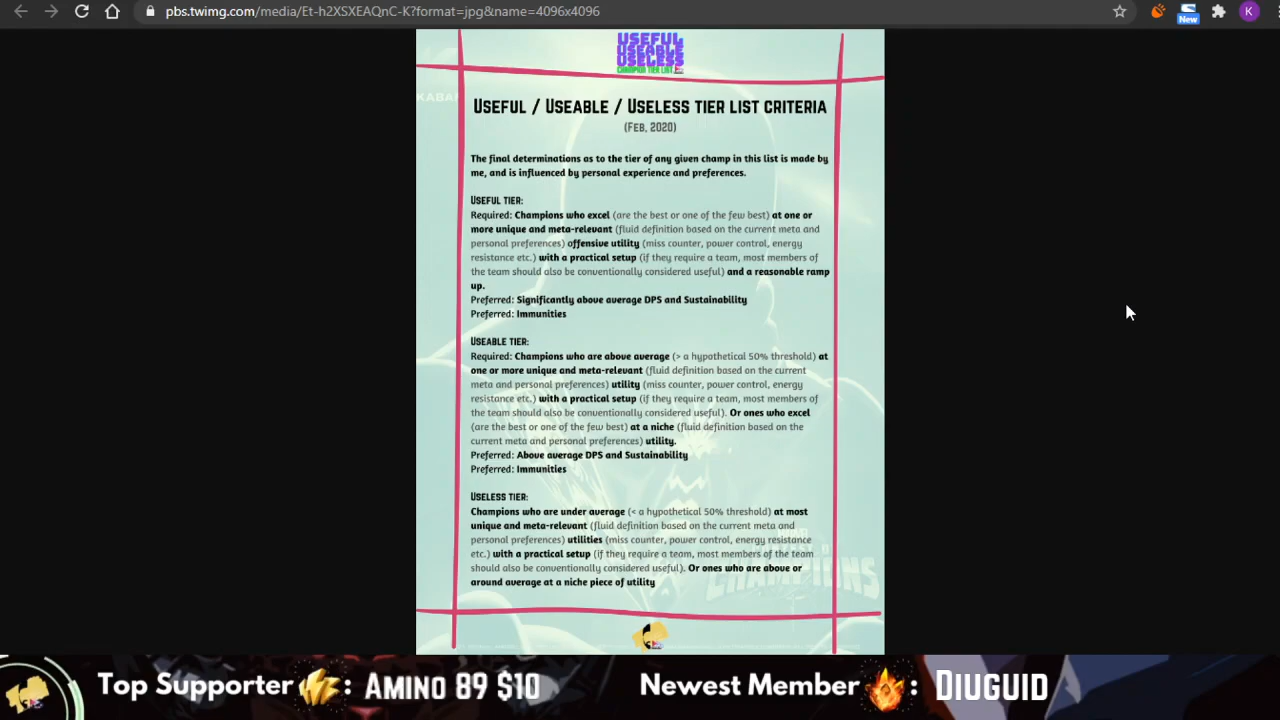 pbs.twimg.com/media/Et-h2XSXEAQnC-K?format=jpg&name=4096x4096
New
K
USEFUL
USEABLE
USELESS
CHAMPION TIER LIST
KABAM
USEFUL / USEABLE / USELESS TIER LIST CRITERIA
(FEB, 2020)
The final determinations as to the tier of any given champ in this list is made by
me, and is influenced by personal experience and preferences.
USEFUL TIER:
Required: Champions who excel (are the best or one of the few best) at one or
more unique and meta-relevant (fluid definition based on the current meta and
personal preferences) offensive utility (miss counter, power control, energy
resistance etc.) with a practical setup (if they require a team, most members of
the team should also be conventionally considered useful) and a reasonable ramp
up.
Preferred: Significantly above average DPS and Sustainability
Preferred: Immunities
USEABLE TIER:
Required: Champions who are above average (> a hypothetical 50% threshold) at
one or more unique and meta-relevant (fluid definition based on the current
meta and personal preferences) utility (miss counter, power control, energy
resistance etc.) with a practical setup (if they require a team, most members of
the team should also be conventionally considered useful). Or ones who excel
(are the best or one of the few best) at a niche (fluid definition based on the
current meta and personal preferences) utility.
Preferred: Above average DPS and Sustainability
Preferred: Immunities
USELESS TIER:
Champions who are under average (< a hypothetical 50% threshold) at most
unique and meta-relevant (fluid definition based on the current meta and
personal preferences) utilities (miss counter, power control, energy resistance
etc.) with a practical setup (if they require a team, most members of the team
should also be conventionally considered useful). Or ones who are above or
around average at a niche piece of utility
CHAMPIONS
Top Supporter : AMINO 89 $10
Newest Member : DIUGUID